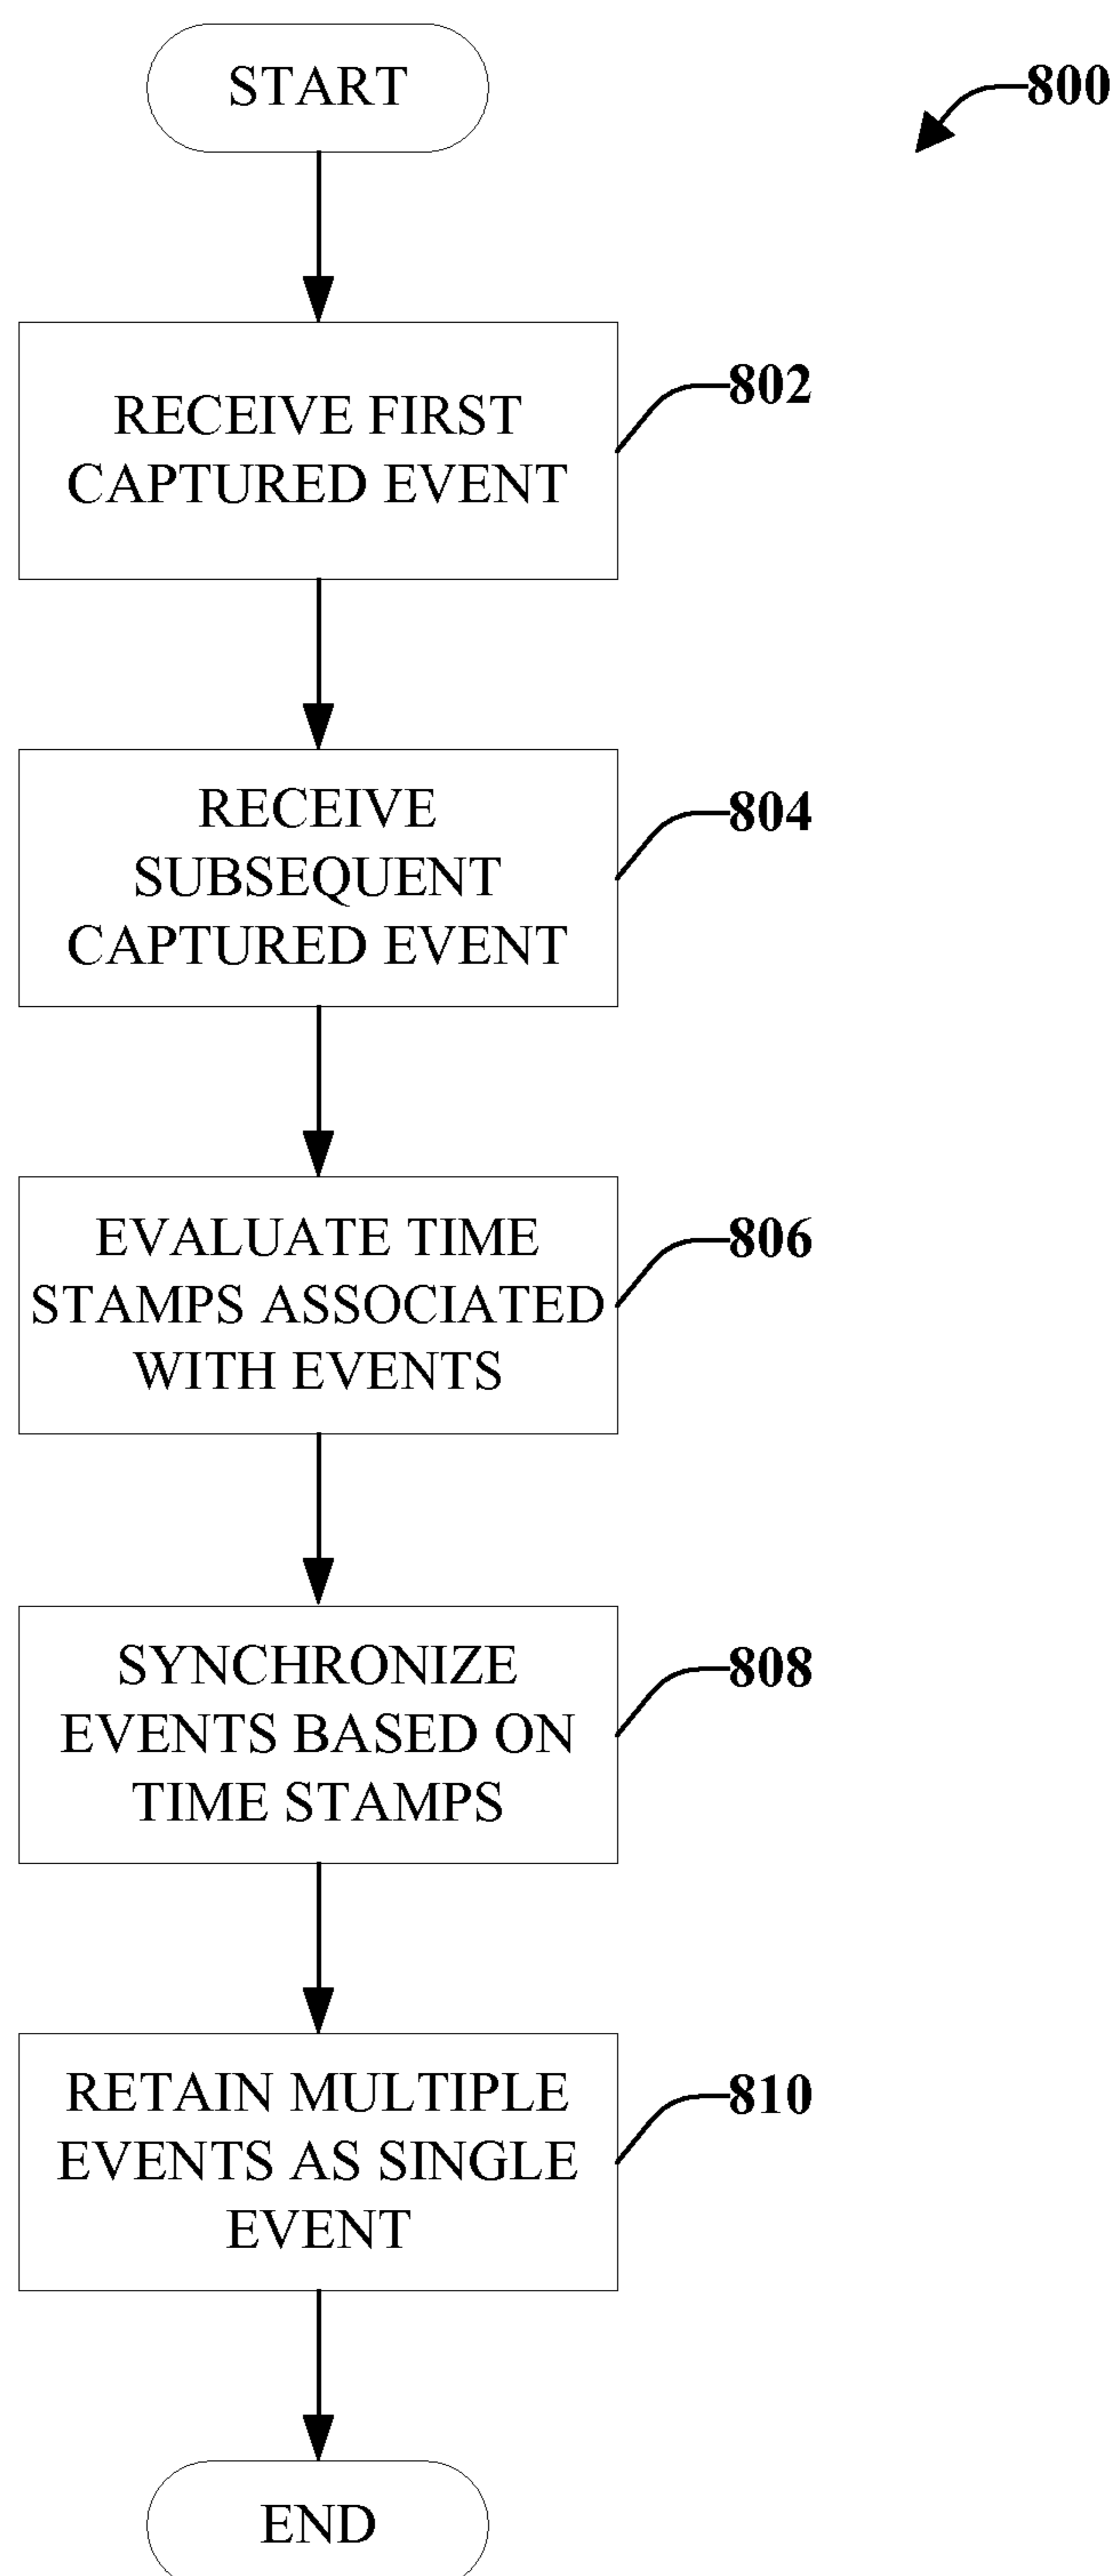 START
800
RECEIVE FIRST
CAPTURED EVENT
802
RECEIVE
SUBSEQUENT
CAPTURED EVENT
804
EVALUATE TIME
STAMPS ASSOCIATED
WITH EVENTS
806
SYNCHRONIZE
EVENTS BASED ON
TIME STAMPS
808
RETAIN MULTIPLE
EVENTS AS SINGLE
EVENT
810
END